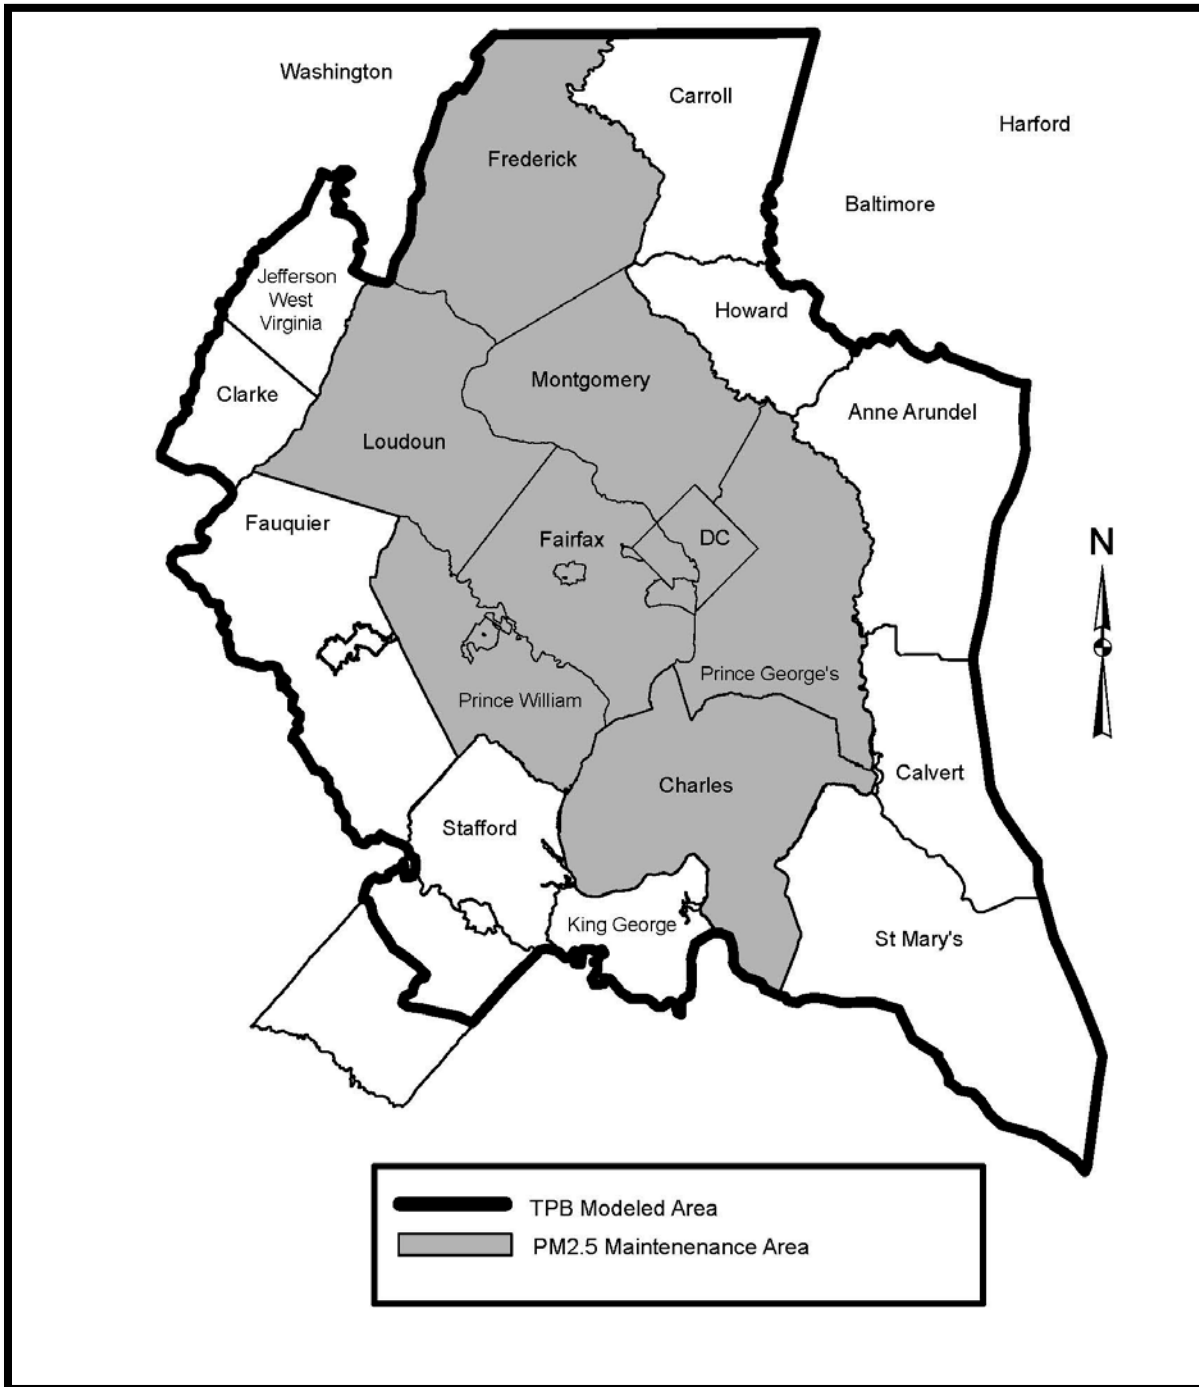 Washington
Carroll
Harford
Frederick
Baltimore
Jefferson
West
Virginia
Howard
Montgomery
Clarke
Anne Arundel
Loudoun
Fauquier
Fairfax
DC
N
Prince George's
Prince William
Calvert
Charles
Stafford
King George
St Mary's
TPB Modeled Area
PM2.5 Maintenenance Area